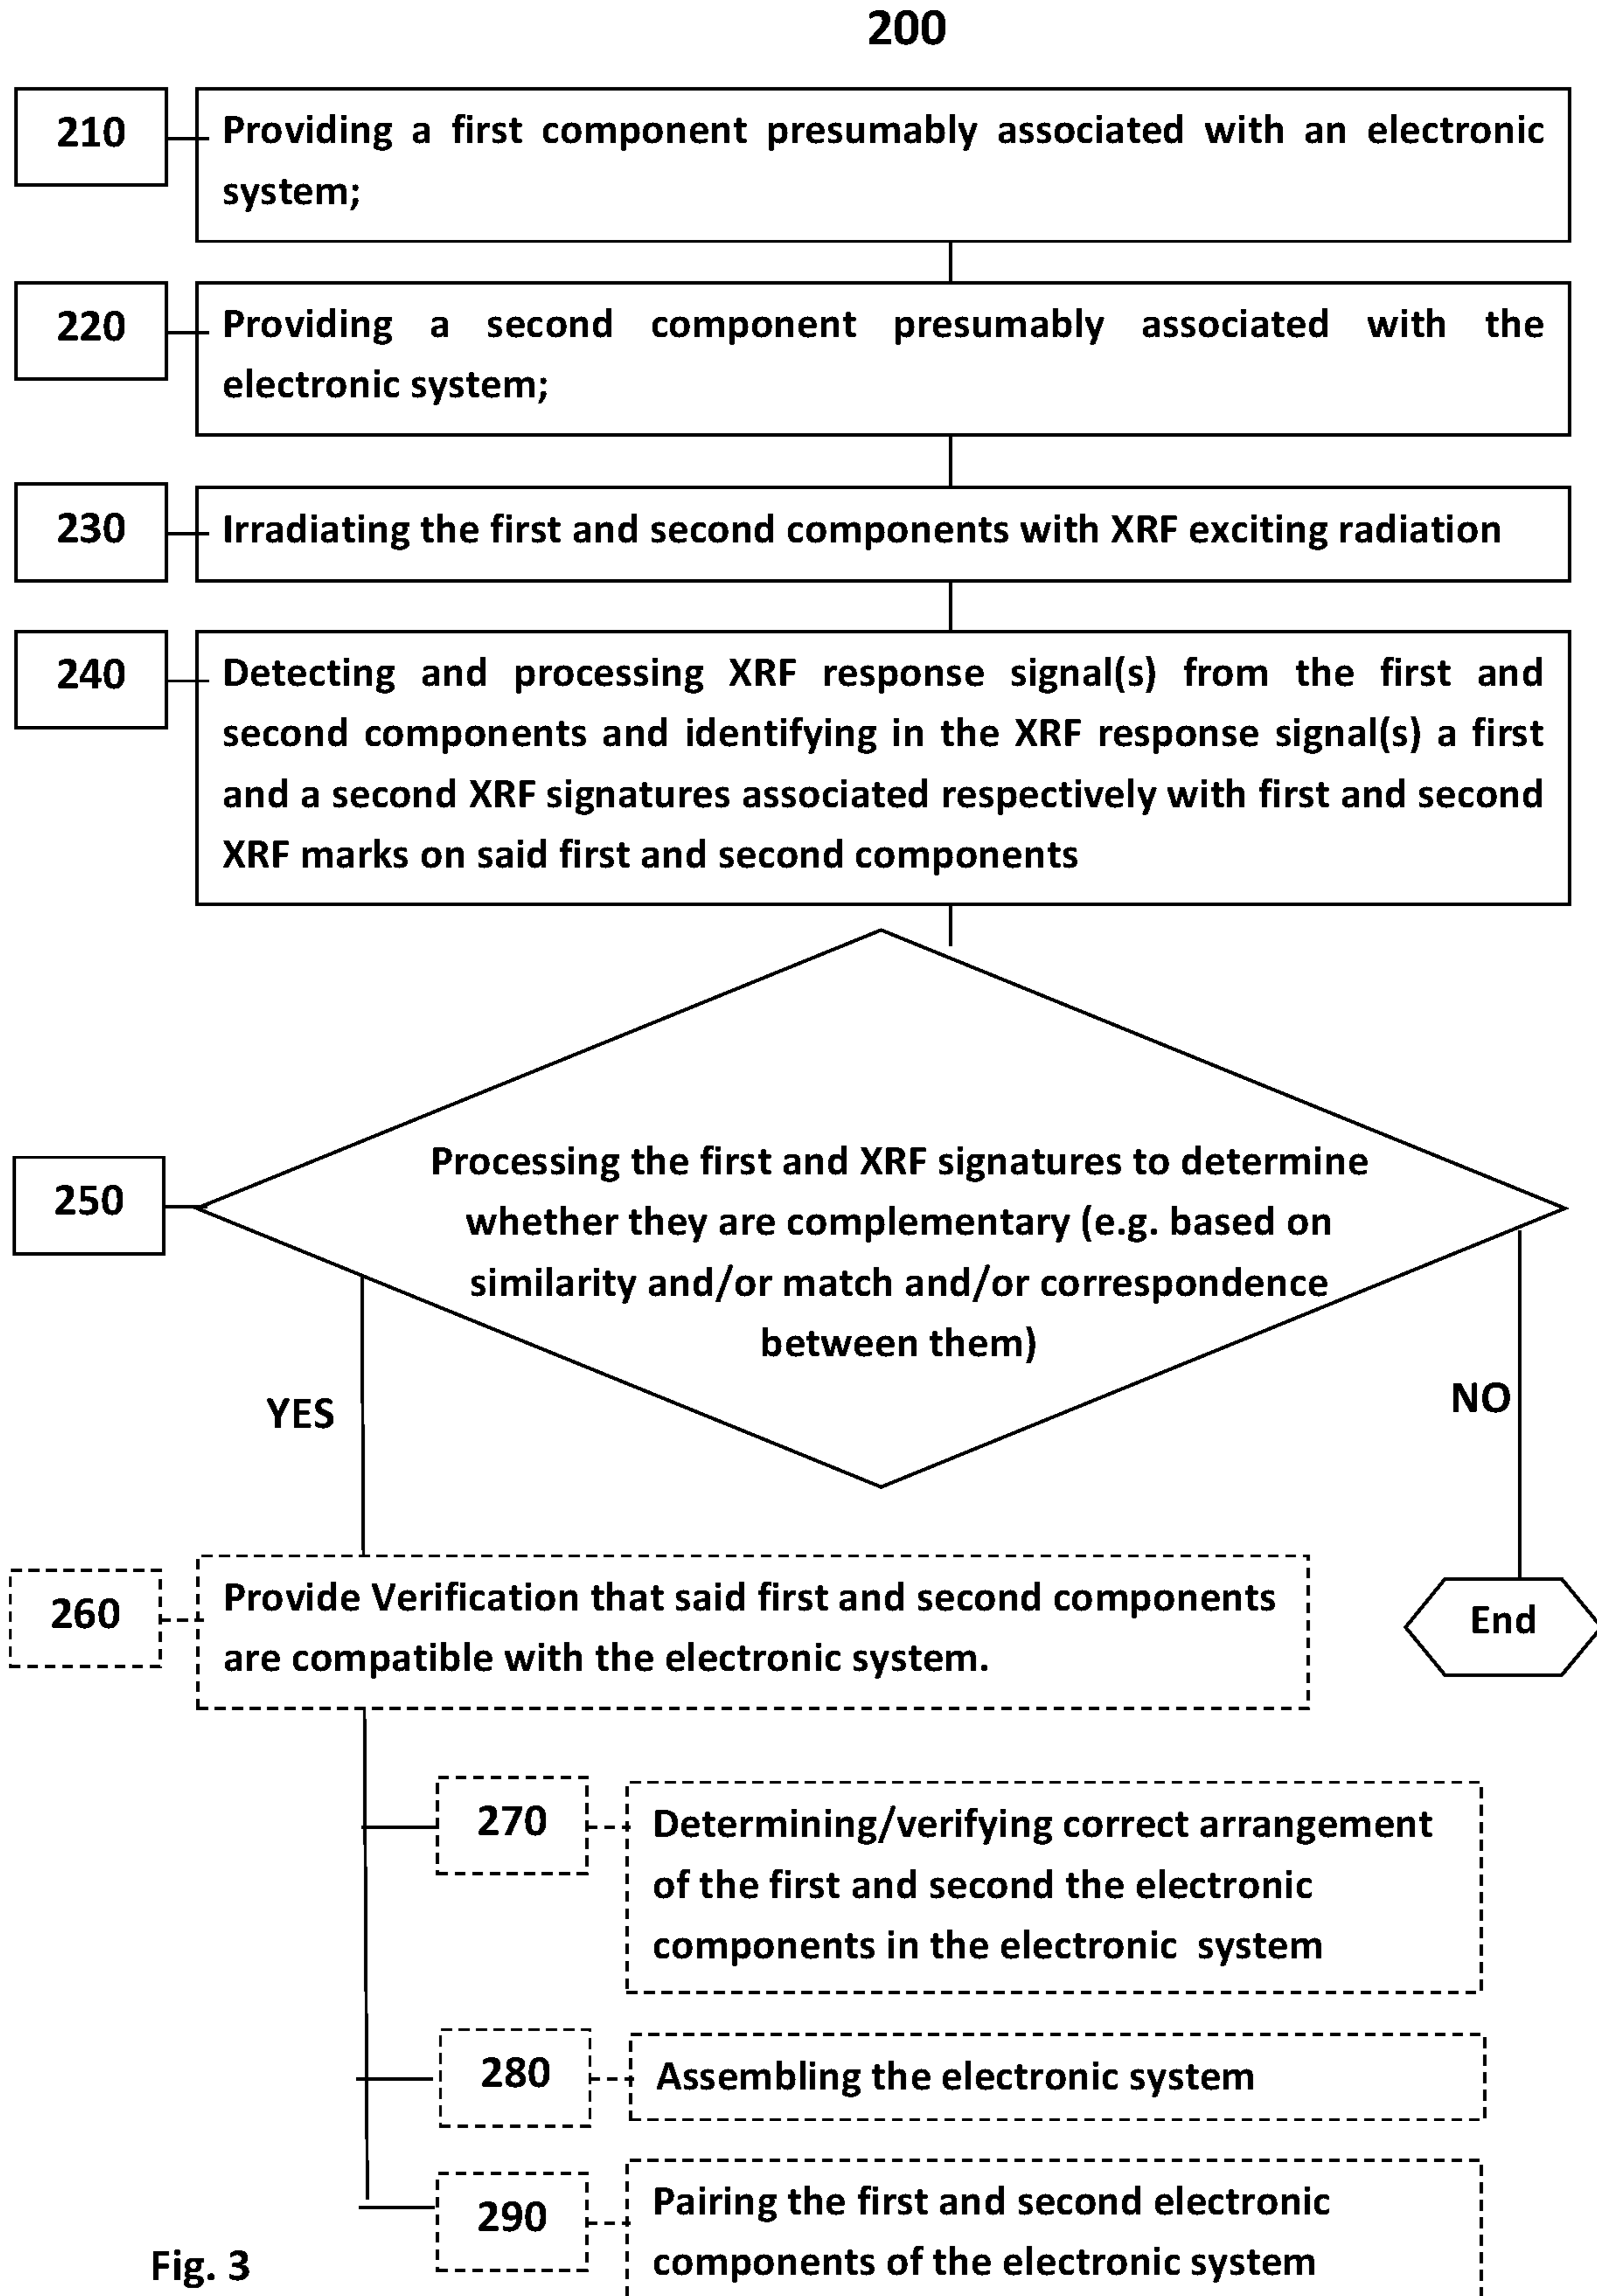 200
210
Providing a first component presumably associated with an electronic
system;
220
Providing a second component presumably associated with the
electronic system;
230
Irradiating the first and second components with XRF exciting radiation
240
Detecting and processing XRF response signal(s) from the first and
second components and identifying in the XRF response signal(s) a first
and a second XRF signatures associated respectively with first and second
XRF marks on said first and second components
250
Processing the first and XRF signatures to determine
whether they are complementary (e.g. based on
similarity and/or match and/or correspondence
between them)
YES
NO
260
Provide Verification that said first and second components
are compatible with the electronic system.
End
270
Determining/verifying correct arrangement
of the first and second the electronic
components in the electronic system
280
Assembling the electronic system
290
Pairing the first and second electronic
components of the electronic system
Fig. 3